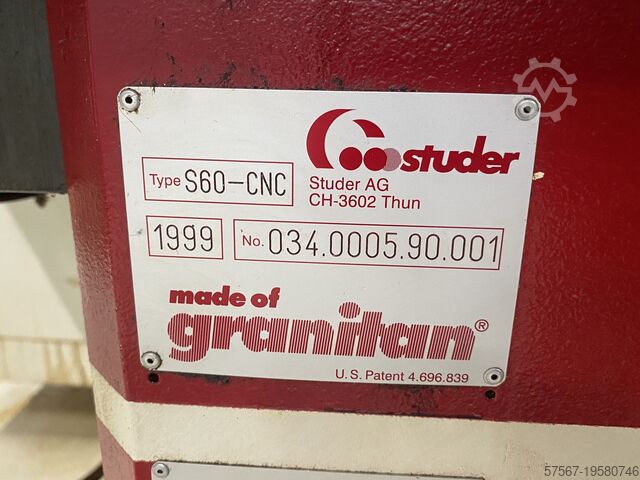 studer
Type S60-CNC
Studer AG
CH-3602 Thun
1999 No. 034.0005.90.001
made of
granitan®
U.S. Patent 4.696.839
57567-19580746